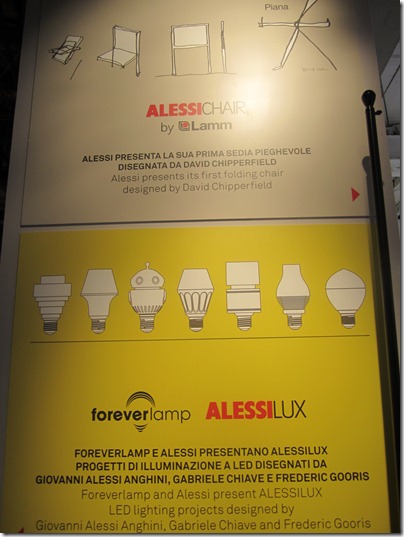 Piana
ALESSICHAIR
by Lamm
ALESSI PRESENTA LA SUA PRIMA SEDIA PIEGHEVOLE
DISEGNATA DA DAVID CHIPPERFIELD
Alessi presents its first folding chair
designed by David Chipperfield
foreverlamp ALESSILUX
FOREVERLAMP E ALESSI PRESENTANO ALESSILUX
PROGETTI DI ILLUMINAZIONE A LED DISEGNATI DA
GIOVANNI ALESSI ANGHINI, GABRIELE CHIAVE E FREDERIC GOORIS
Foreverlamp and Alessi present ALESSILUX
LED lighting projects designed by
Giovanni Alessi Anghini, Gabriele Chiave and Frederic Gooris